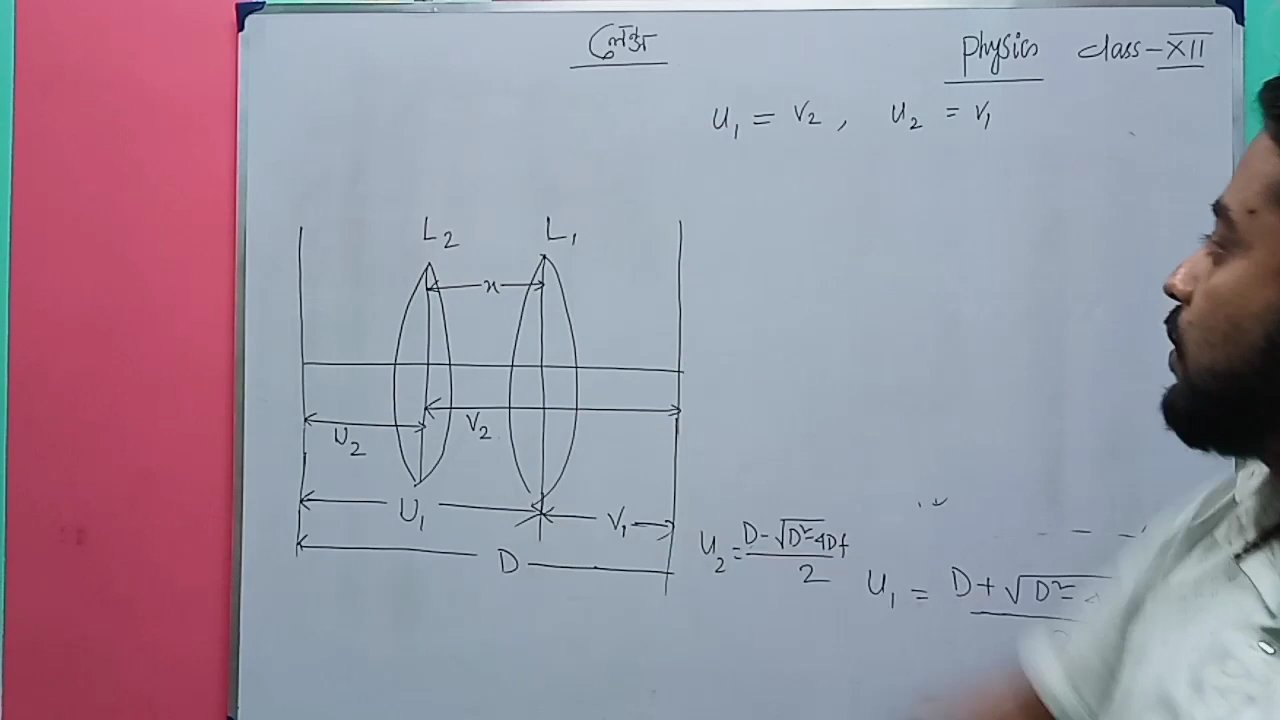 লেন্স
Physics class-XII
u₁ = v₂ , u₂ = v₁
L₂ L₁
x
u₂ v₂
u₁ v₁
D
u₂ = (D-√D²-4Df)/2
u₁ = D+√D²-